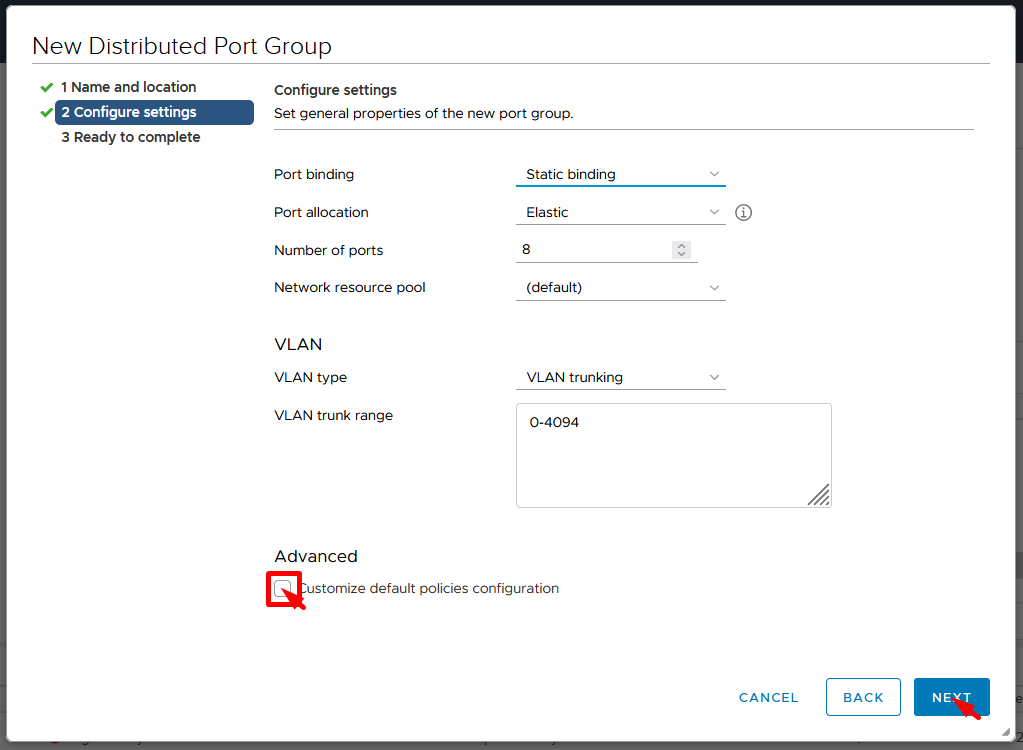 New Distributed Port Group
1 Name and location
2 Configure settings
3 Ready to complete
Configure settings
Set general properties of the new port group.
Port binding
Static binding
Port allocation
Elastic
Number of ports
8
Network resource pool
(default)
VLAN
VLAN type
VLAN trunking
VLAN trunk range
0-4094
Advanced
Customize default policies configuration
CANCEL
BACK
NEXT